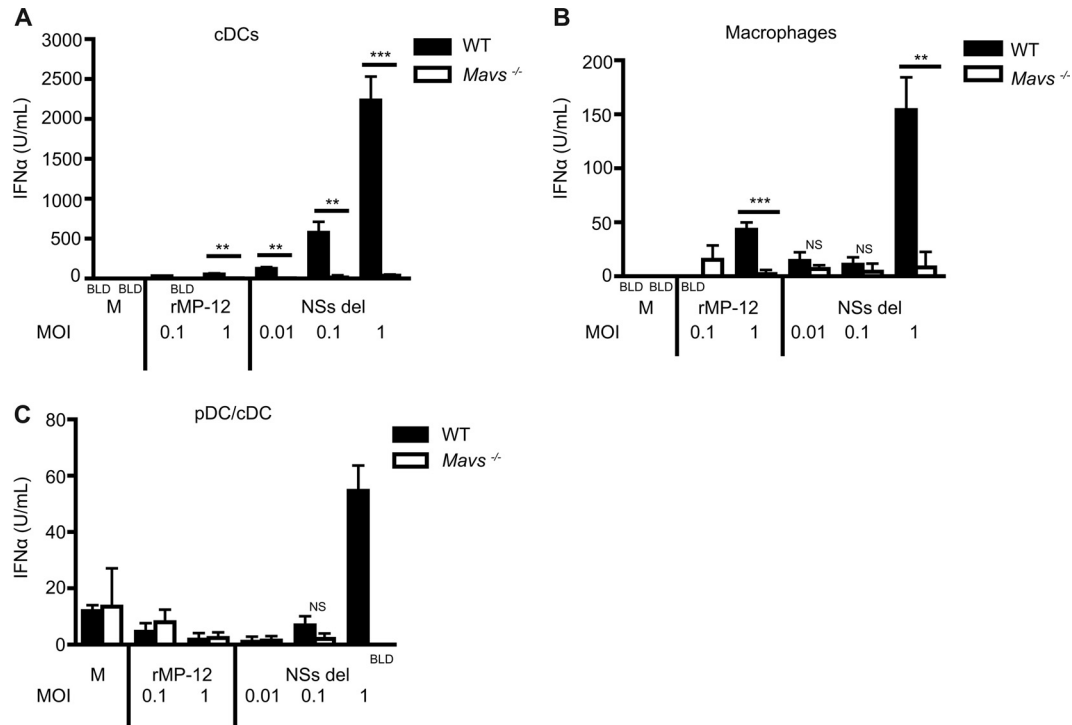 A
cDCs
WT
Mavs -/-
IFNα (U/mL)
3000
2500
2000
1500
1000
500
0
***
**
**
**
BLD BLD BLD
M rMP-12 NSs del
MOI 0.1 1 0.01 0.1 1
B
Macrophages
WT
Mavs -/-
IFNα (U/mL)
200
150
100
50
0
**
***
NS NS
BLD BLD BLD
M rMP-12 NSs del
MOI 0.1 1 0.01 0.1 1
C
pDC/cDC
WT
Mavs -/-
IFNα (U/mL)
80
60
40
20
0
NS
BLD
M rMP-12 NSs del
MOI 0.1 1 0.01 0.1 1